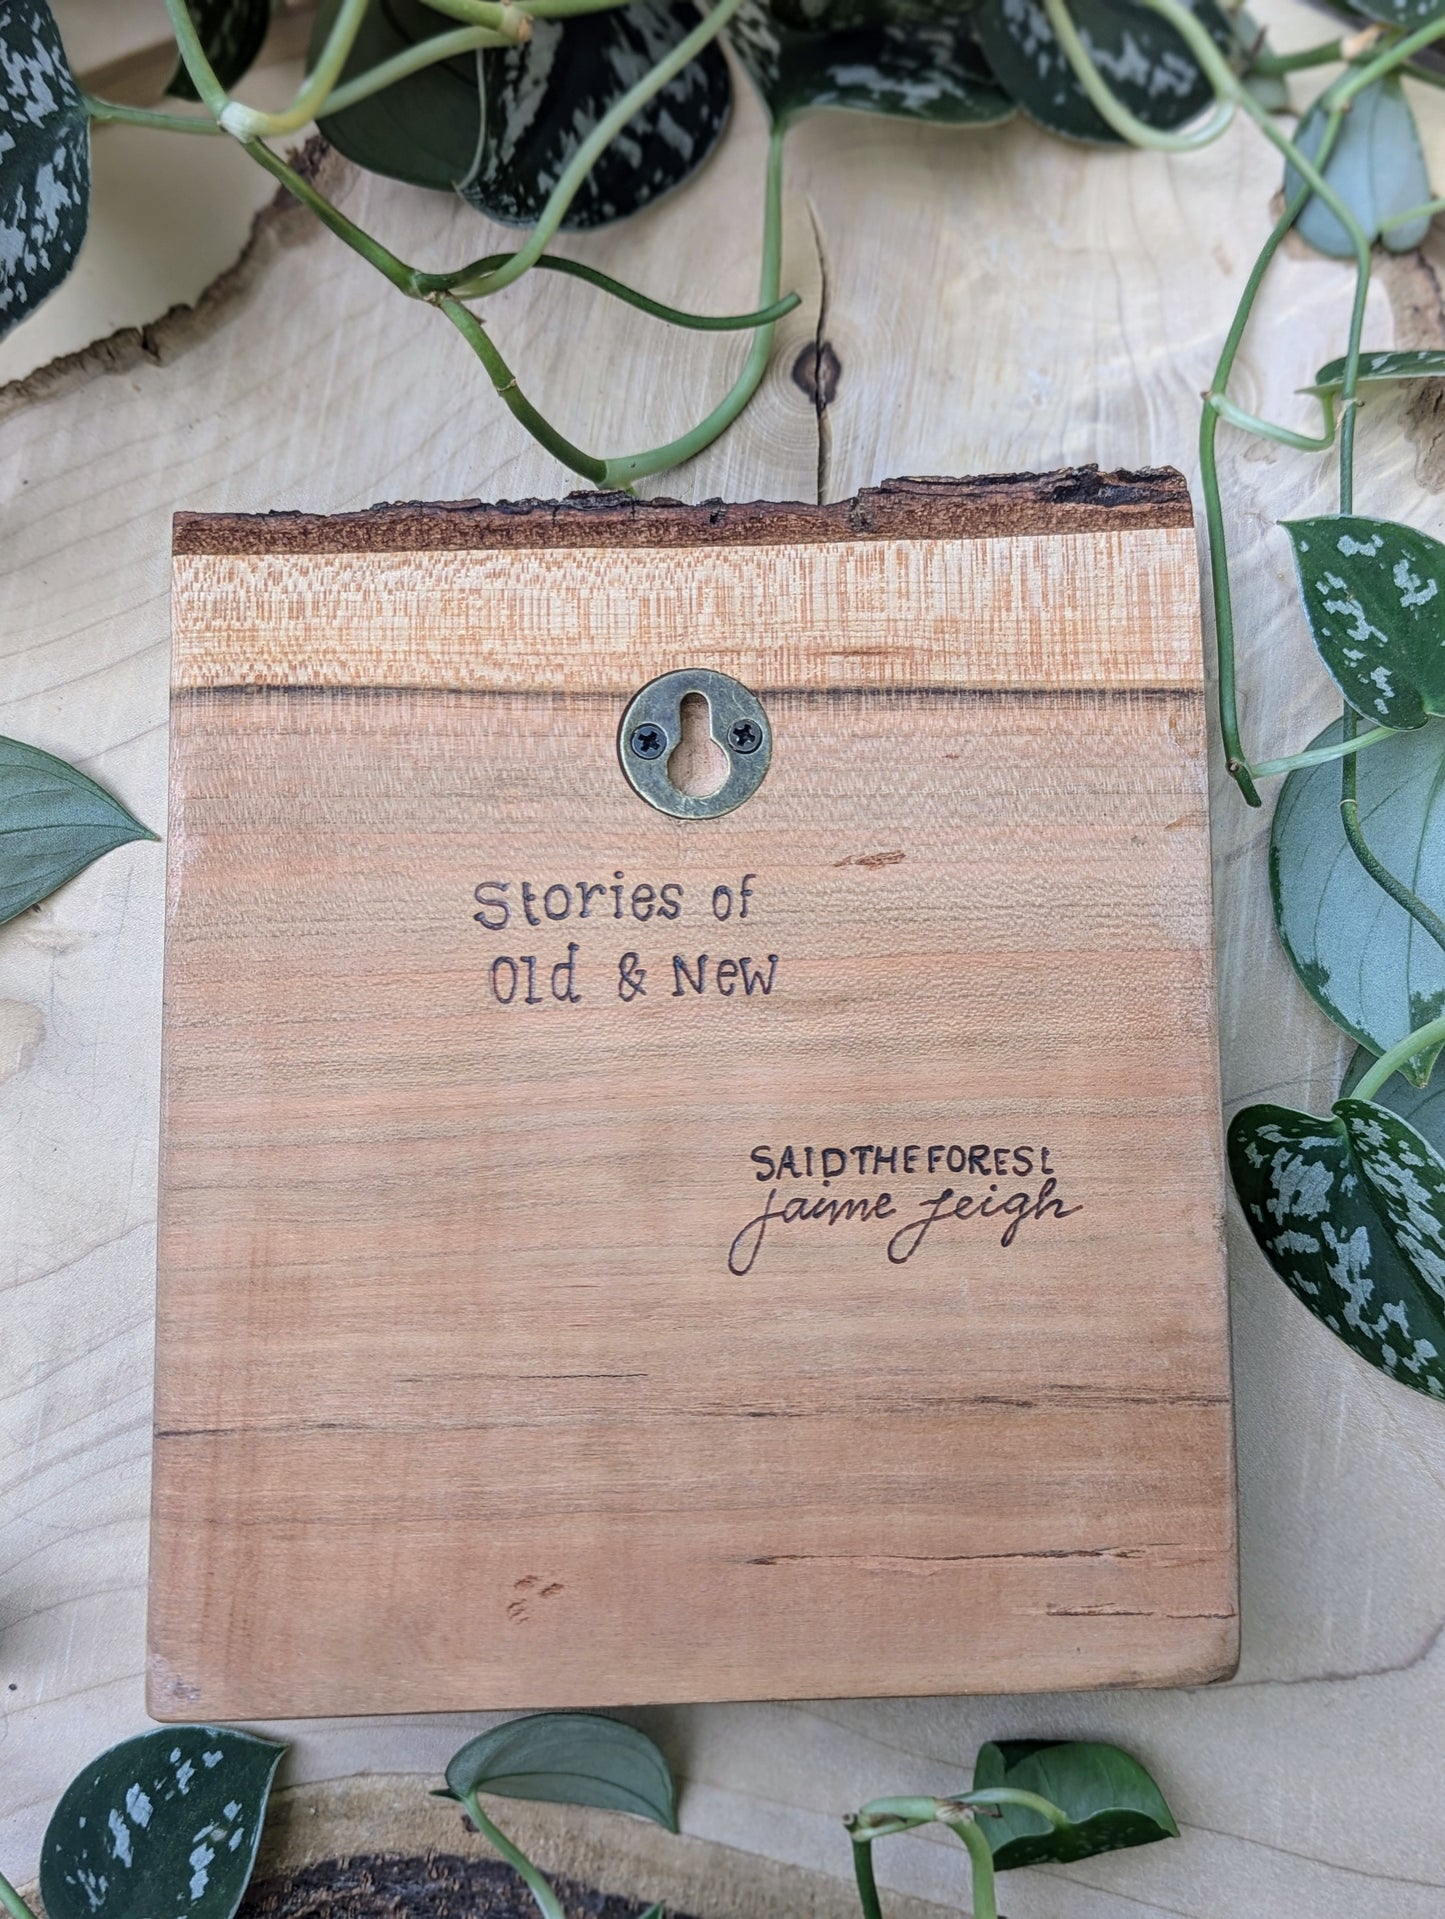 Stories of
Old & New
SAIDTHEFOREST
Jaime Leigh